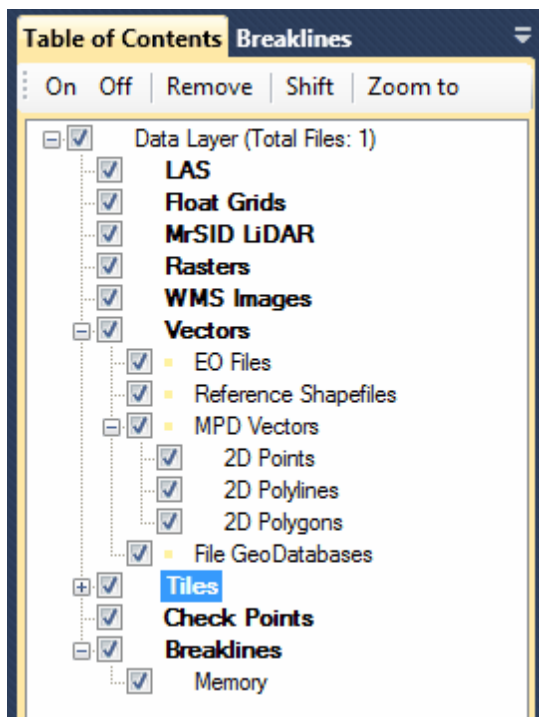 Table of Contents Breaklines
On Off Remove Shift Zoom to
Data Layer (Total Files: 1)
LAS
Float Grids
MrSID LiDAR
Rasters
WMS Images
Vectors
EO Files
Reference Shapefiles
MPD Vectors
2D Points
2D Polylines
2D Polygons
File GeoDatabases
Tiles
Check Points
Breaklines
Memory